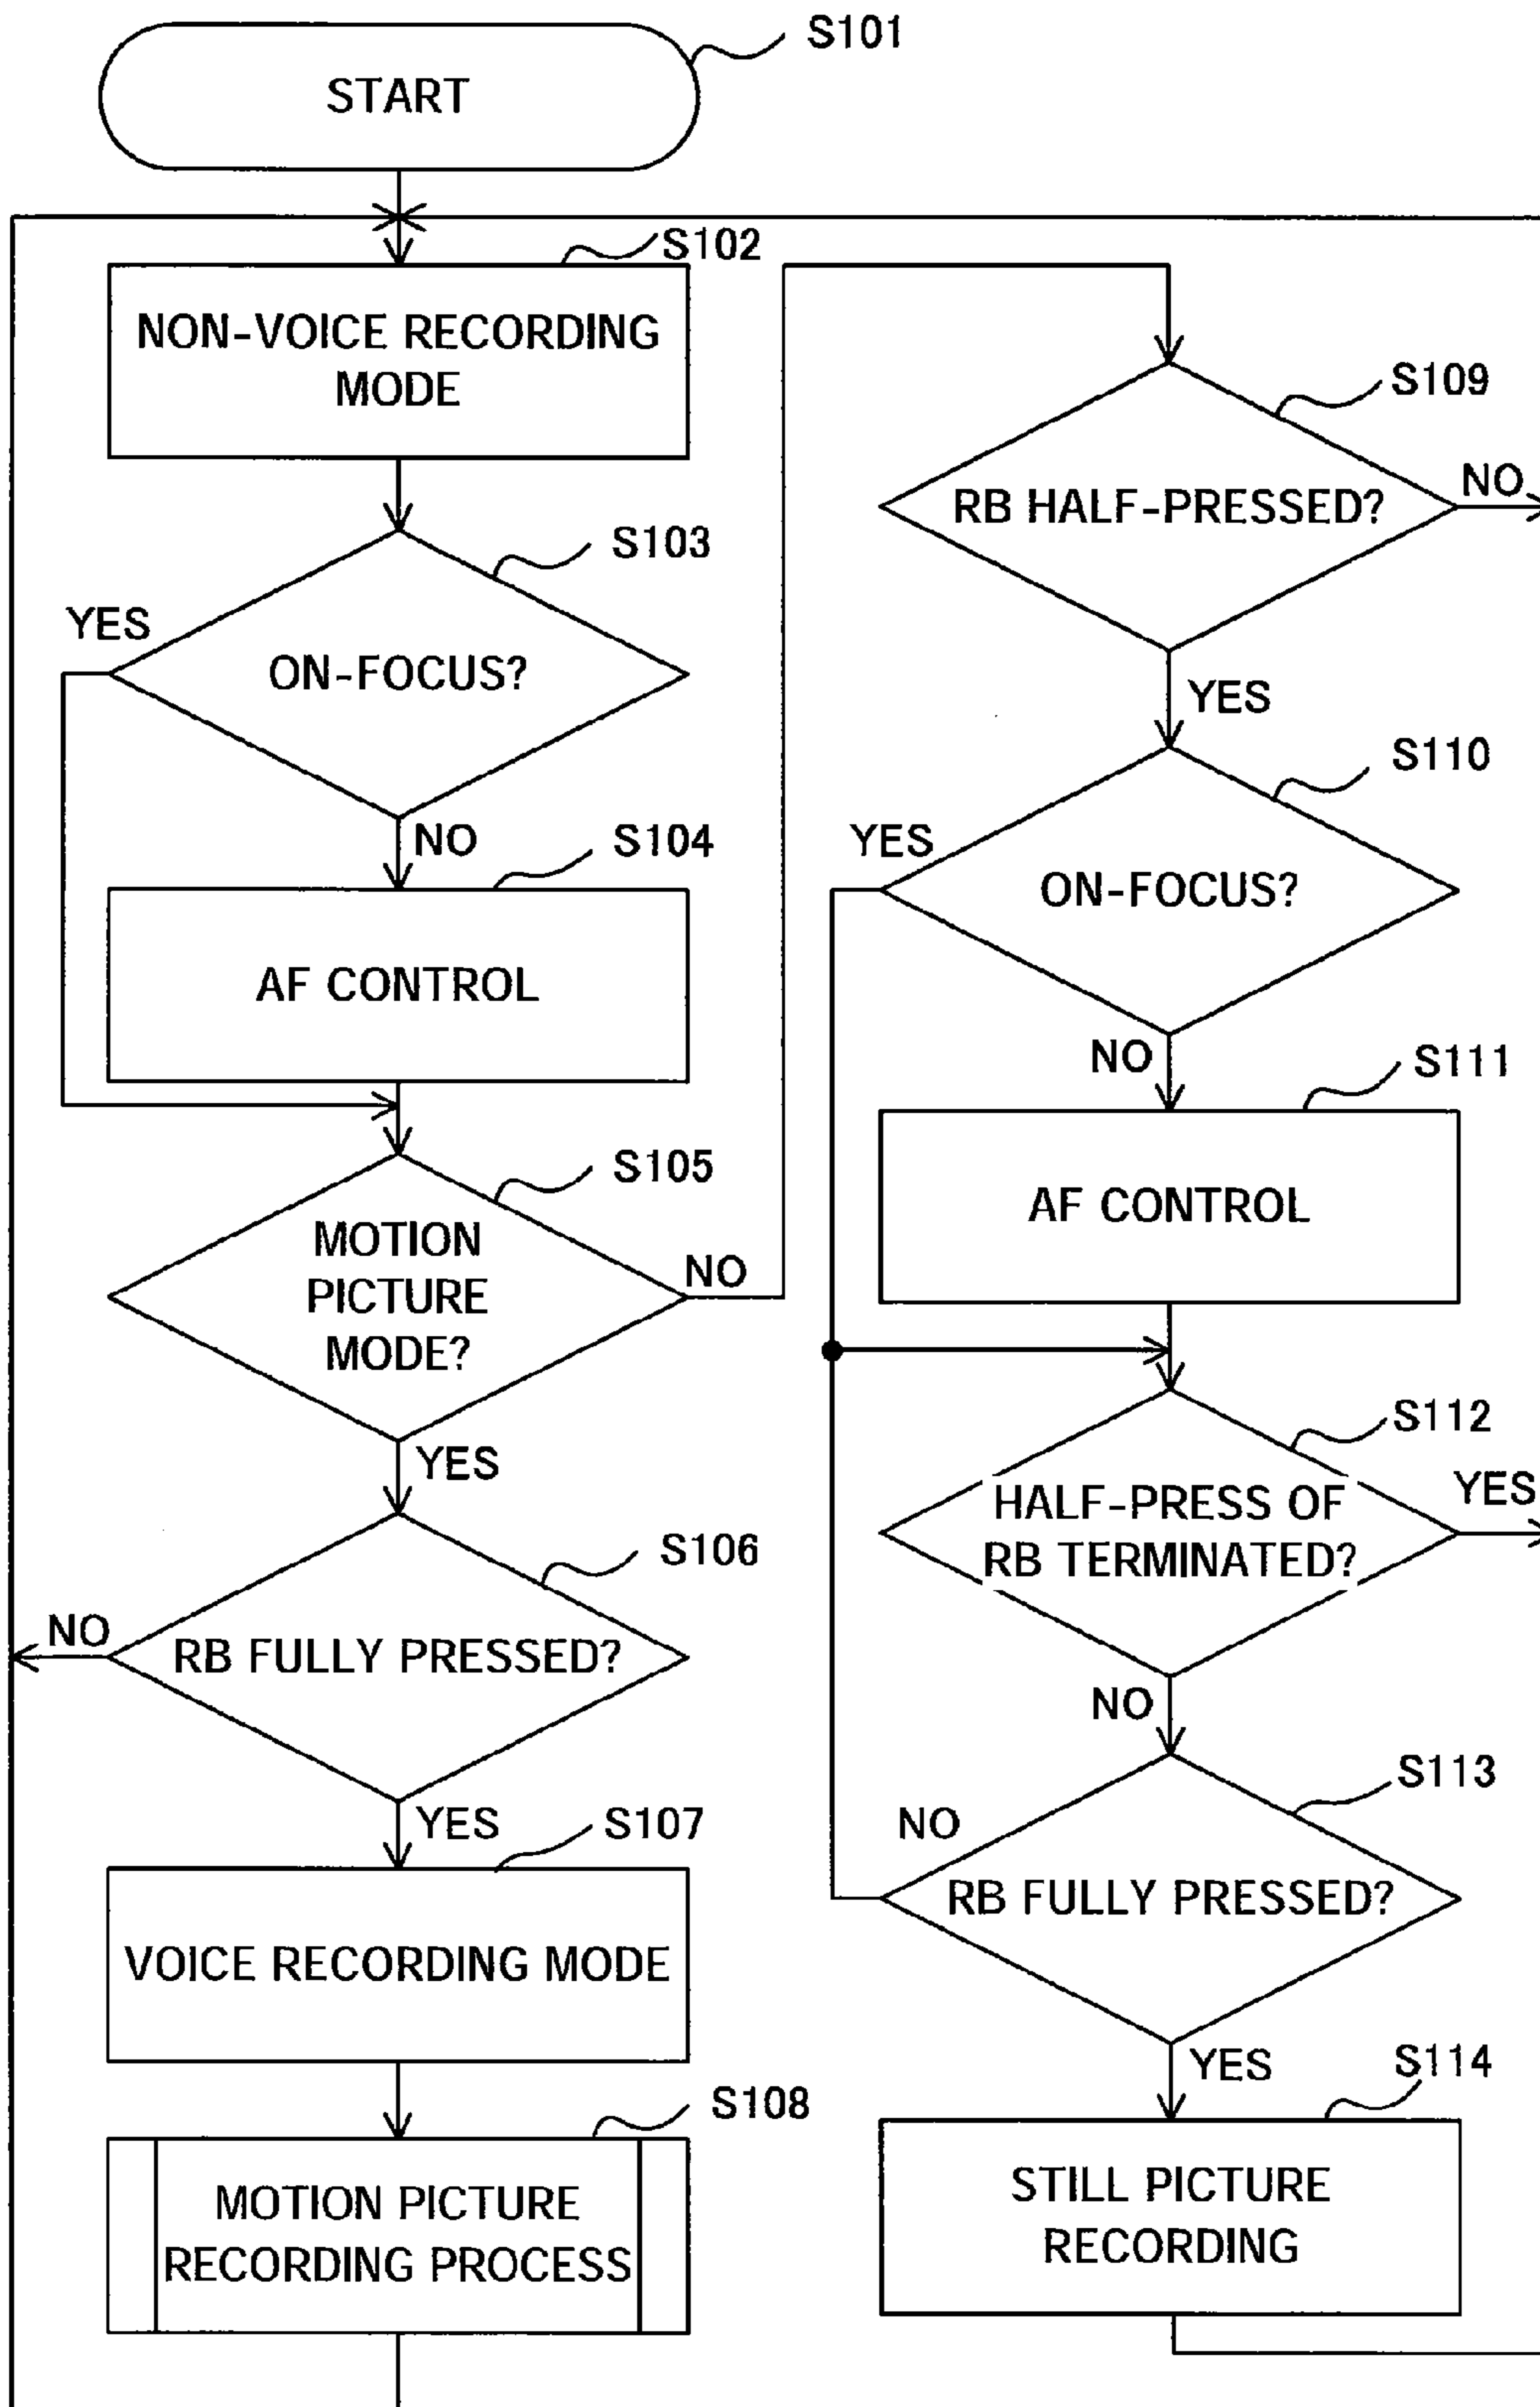 S101
START
S102
NON-VOICE RECORDING
MODE
S103
YES
ON-FOCUS?
NO
S104
AF CONTROL
S105
MOTION
PICTURE
MODE?
NO
YES
S106
NO
RB FULLY PRESSED?
YES
S107
VOICE RECORDING MODE
S108
MOTION PICTURE
RECORDING PROCESS
S109
RB HALF-PRESSED?
NO
YES
S110
YES
ON-FOCUS?
NO
S111
AF CONTROL
S112
HALF-PRESS OF
RB TERMINATED?
YES
NO
S113
NO
RB FULLY PRESSED?
YES
S114
STILL PICTURE
RECORDING